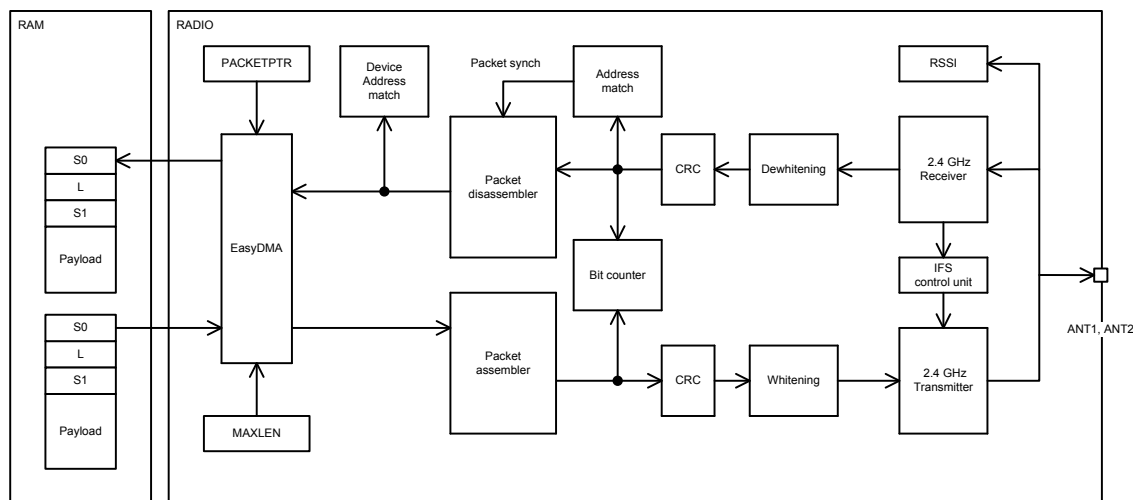 RAM
RADIO
PACKETPTR
Device
Address
match
Packet synch
Address
match
RSSI
S0
L
S1
Payload
EasyDMA
Packet
disassembler
CRC
Dewhitening
2.4 GHz
Receiver
Bit counter
IFS
control unit
ANT1, ANT2
S0
L
S1
Payload
Packet
assembler
CRC
Whitening
2.4 GHz
Transmitter
MAXLEN